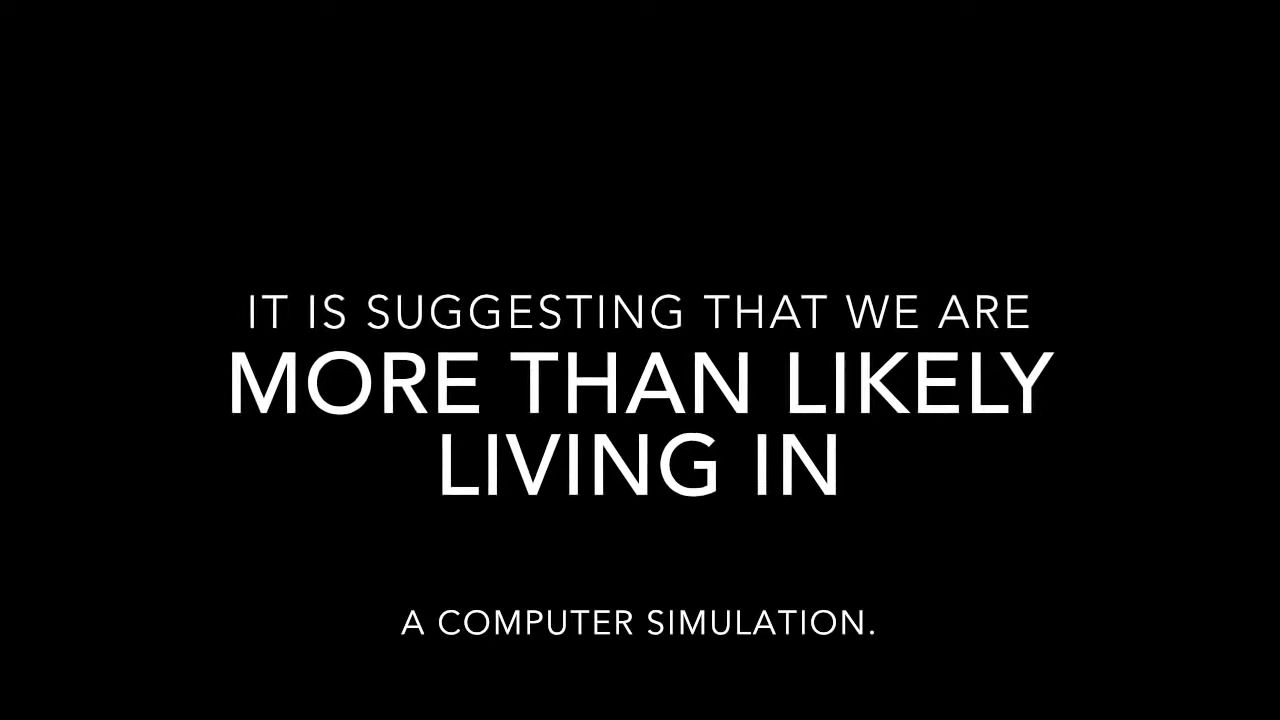 IT IS SUGGESTING THAT WE ARE
MORE THAN LIKELY
LIVING IN
A COMPUTER SIMULATION.